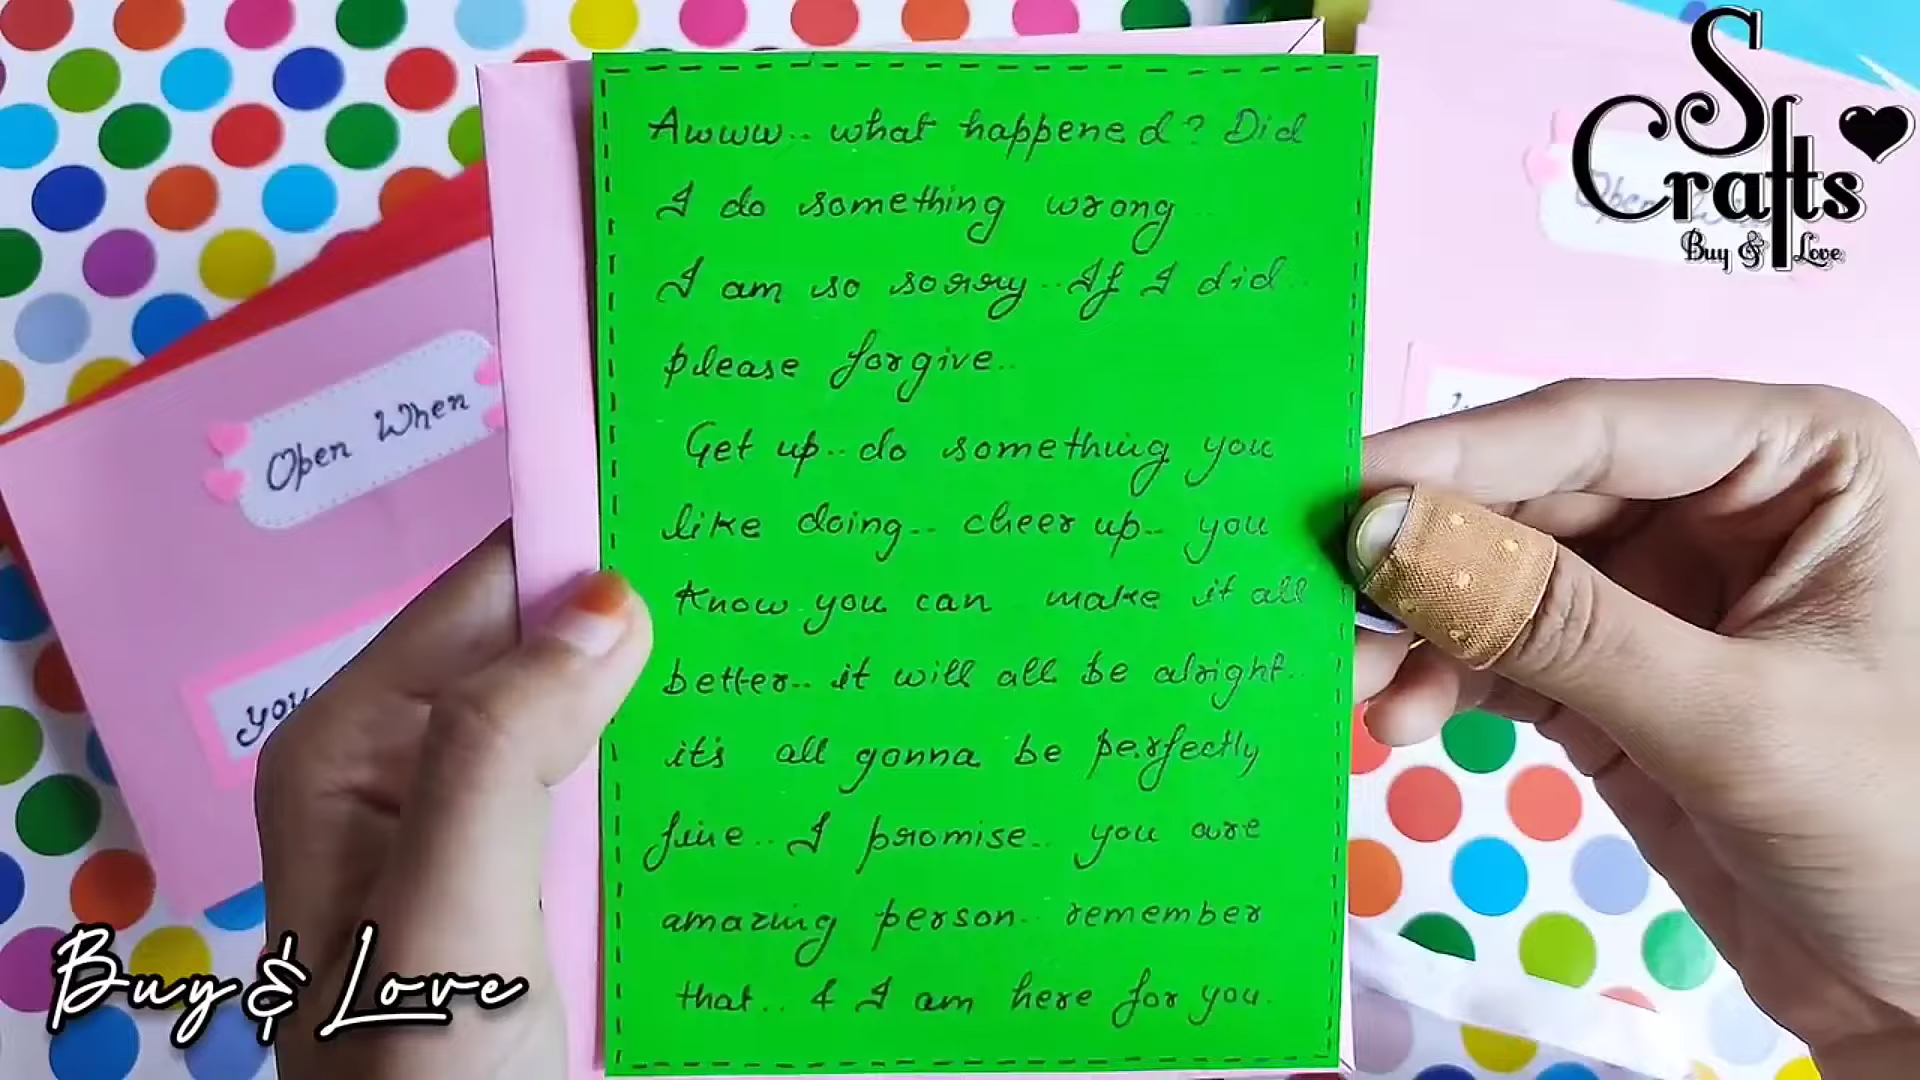 Awww.. what happened? Did
I do something wrong..
I am so sorry.. If I did..
please forgive..
Get up.. do something you
like doing.. cheer up.. you
know you can make it all
better.. it will all be alright..
it's all gonna be perfectly
fine.. I promise.. you are
amazing person.. remember
that.. & I am here for you.
Open When
you
S Crafts
Buy & Love
Open
Buy & Love